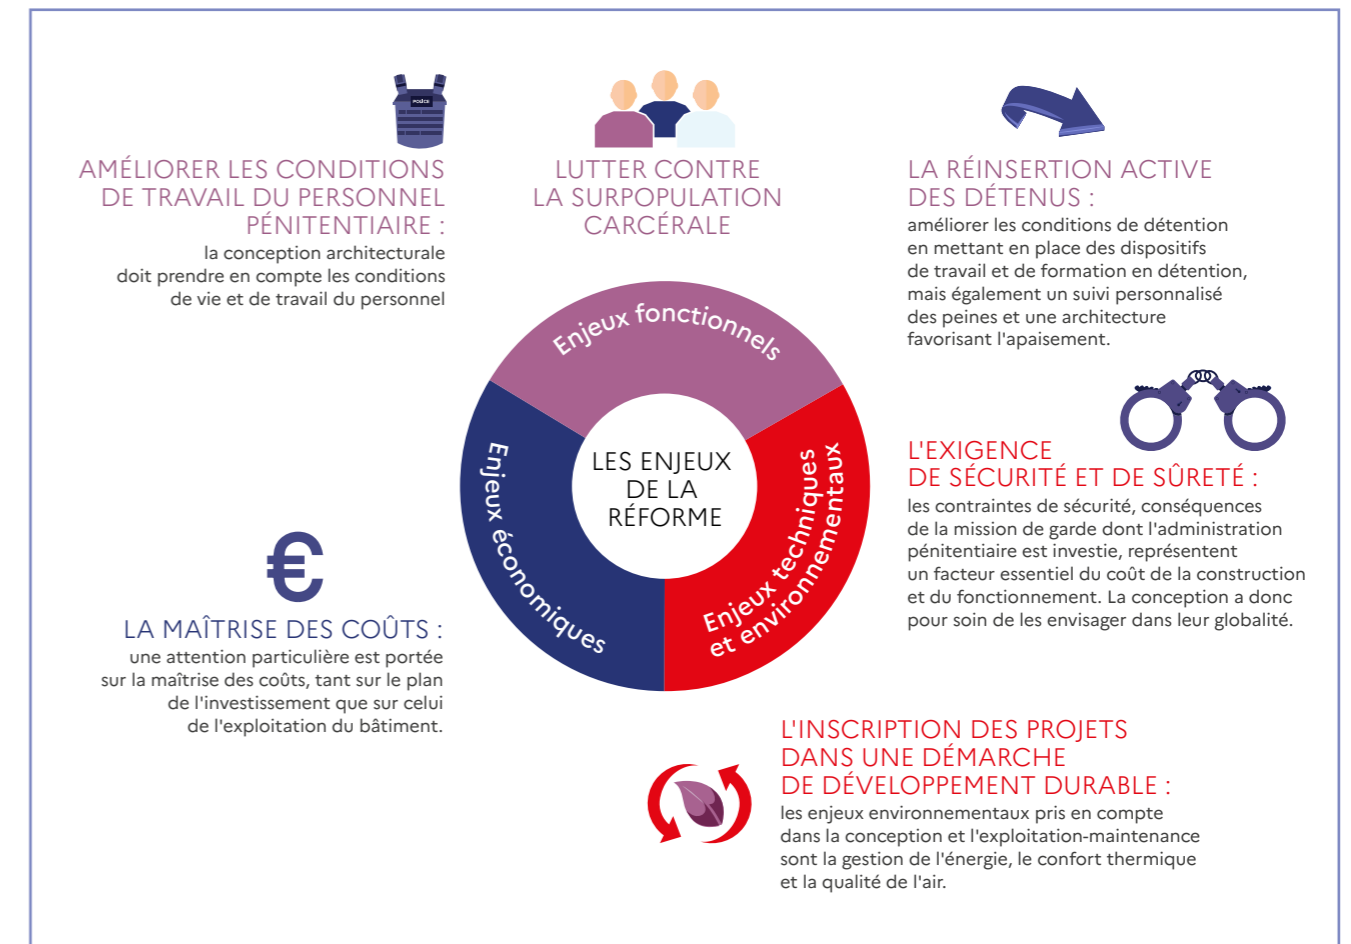 POLICE
AMÉLIORER LES CONDITIONS
DE TRAVAIL DU PERSONNEL
PÉNITENTIAIRE :
la conception architecturale
doit prendre en compte les conditions
de vie et de travail du personnel
LUTTER CONTRE
LA SURPOPULATION
CARCÉRALE
LA RÉINSERTION ACTIVE
DES DÉTENUS :
améliorer les conditions de détention
en mettant en place des dispositifs
de travail et de formation en détention,
mais également un suivi personnalisé
des peines et une architecture
favorisant l'apaisement.
Enjeux fonctionnels
LES ENJEUX
DE LA
RÉFORME
Enjeux économiques
Enjeux techniques
et environnementaux
L'EXIGENCE
DE SÉCURITÉ ET DE SÛRETÉ :
les contraintes de sécurité, conséquences
de la mission de garde dont l'administration
pénitentiaire est investie, représentent
un facteur essentiel du coût de la construction
et du fonctionnement. La conception a donc
pour soin de les envisager dans leur globalité.
€
LA MAÎTRISE DES COÛTS :
une attention particulière est portée
sur la maîtrise des coûts, tant sur le plan
de l'investissement que sur celui
de l'exploitation du bâtiment.
L'INSCRIPTION DES PROJETS
DANS UNE DÉMARCHE
DE DÉVELOPPEMENT DURABLE :
les enjeux environnementaux pris en compte
dans la conception et l'exploitation-maintenance
sont la gestion de l'énergie, le confort thermique
et la qualité de l'air.